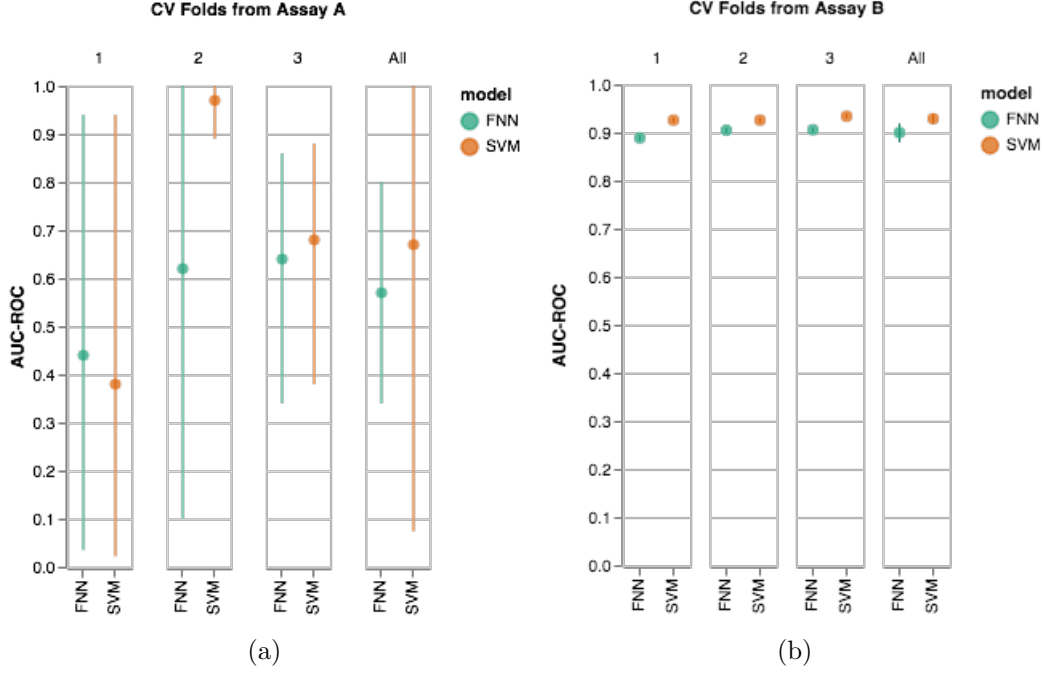 CV Folds from Assay A
1 2 3 All
1.0
0.9
0.8
0.7
0.6
0.5
0.4
0.3
0.2
0.1
0.0
AUC-ROC
FNN SVM FNN SVM FNN SVM FNN SVM
model
FNN
SVM
(a)
CV Folds from Assay B
1 2 3 All
1.0
0.9
0.8
0.7
0.6
0.5
0.4
0.3
0.2
0.1
0.0
AUC-ROC
FNN SVM FNN SVM FNN SVM FNN SVM
model
FNN
SVM
(b)